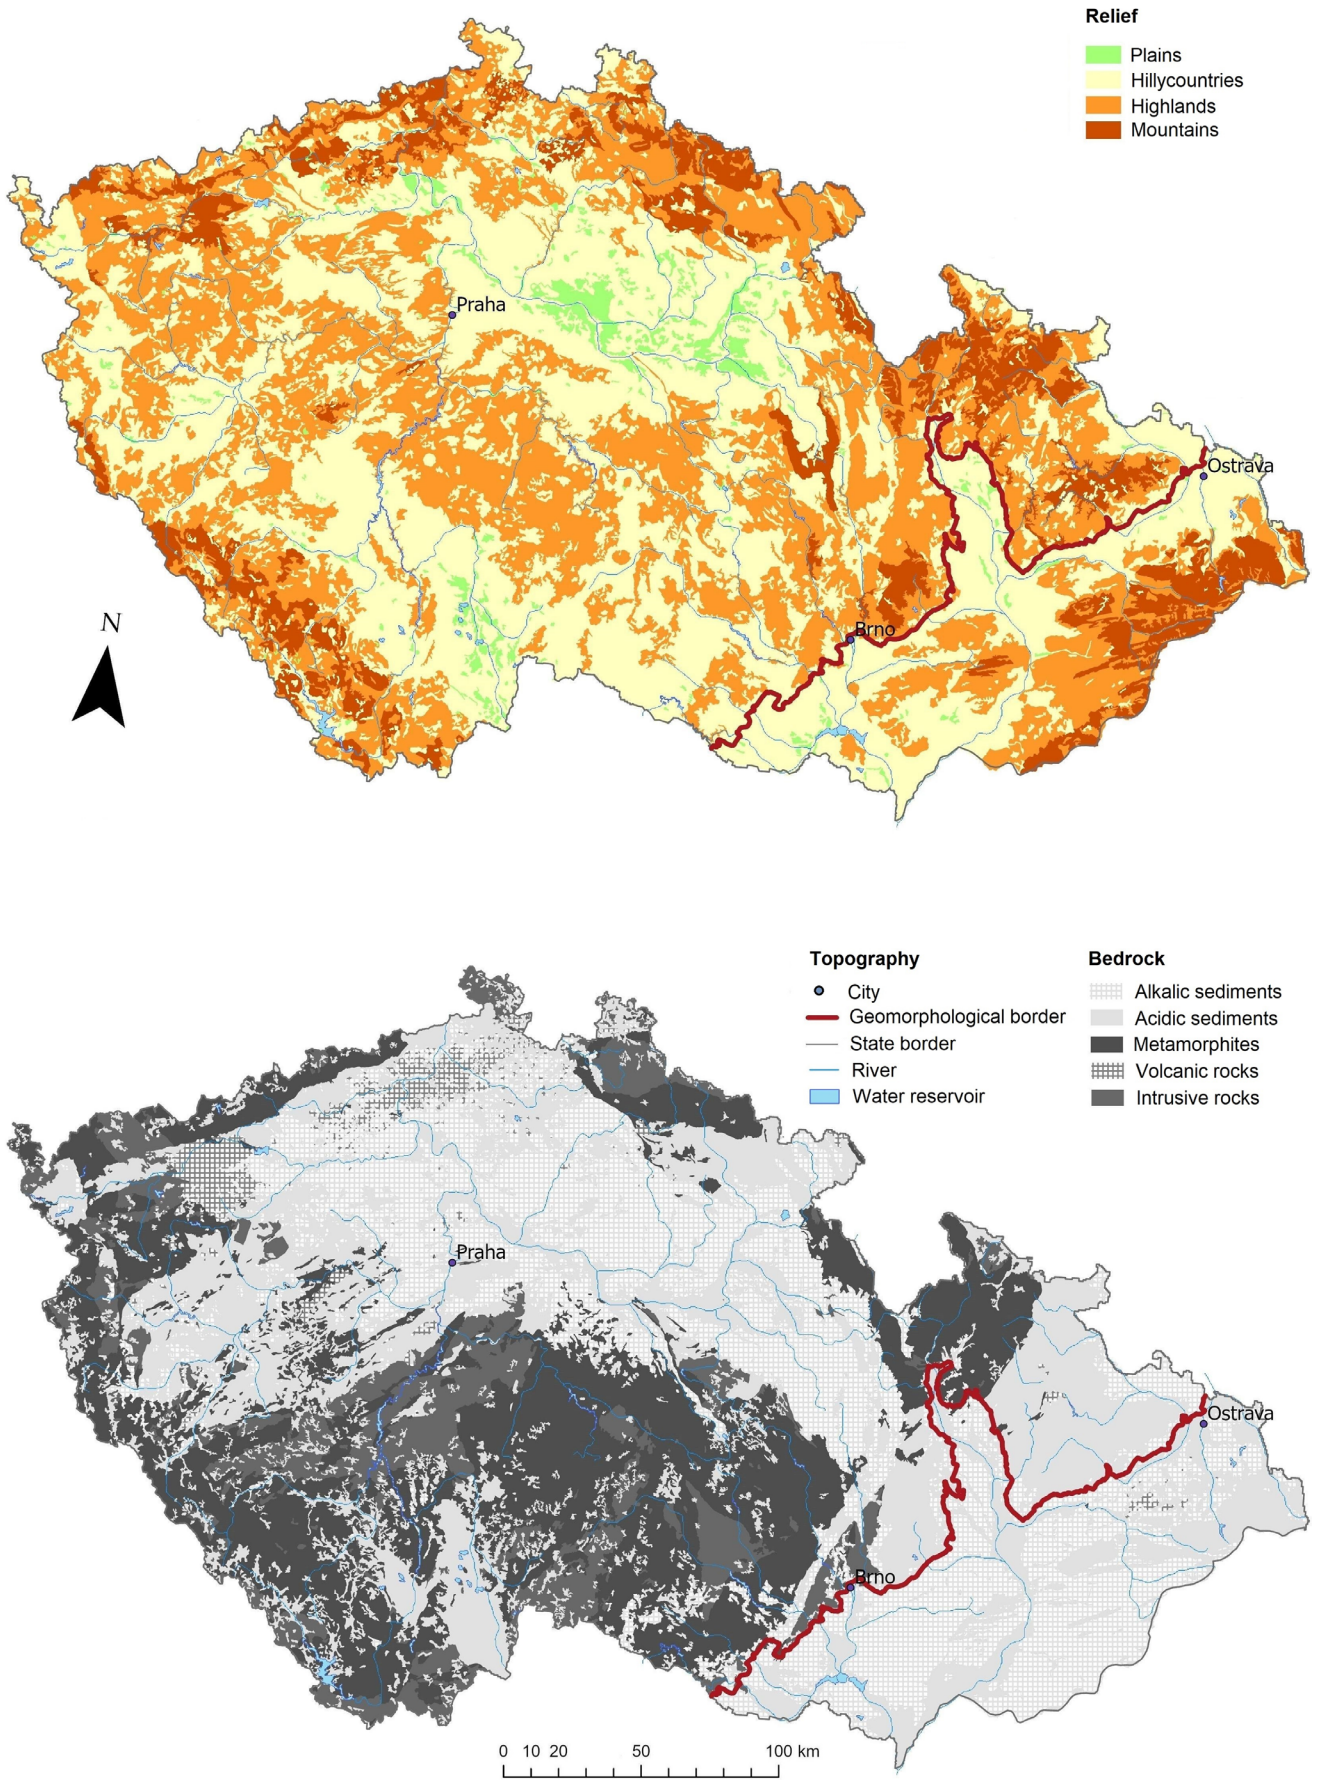 Relief
Plains
Hillycountries
Highlands
Mountains
Praha
Ostrava
Brno
N
Topography
City
Geomorphological border
State border
River
Water reservoir
Bedrock
Alkalic sediments
Acidic sediments
Metamorphites
Volcanic rocks
Intrusive rocks
Praha
Ostrava
Brno
0 10 20 50 100 km